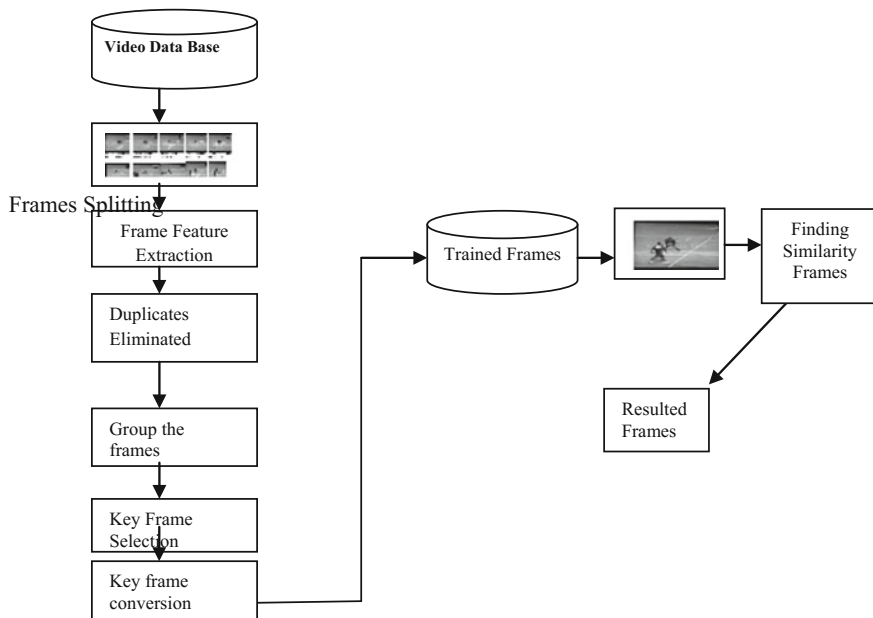 Video Data Base
Frames Splitting
Frame Feature
Extraction
Duplicates
Eliminated
Group the
frames
Key Frame
Selection
Key frame
conversion
Trained Frames
Finding
Similarity
Frames
Resulted
Frames